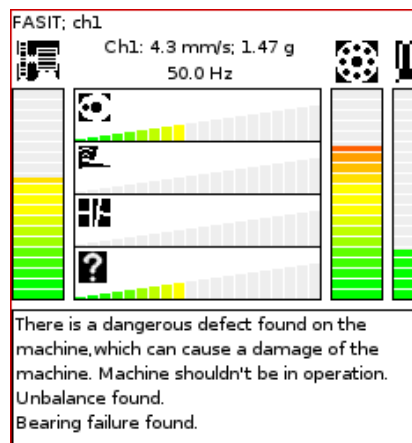 FASIT; ch1
Ch1: 4.3 mm/s; 1.47 g
50.0 Hz
?
There is a dangerous defect found on the
machine,which can cause a damage of the
machine. Machine shouldn't be in operation.
Unbalance found.
Bearing failure found.